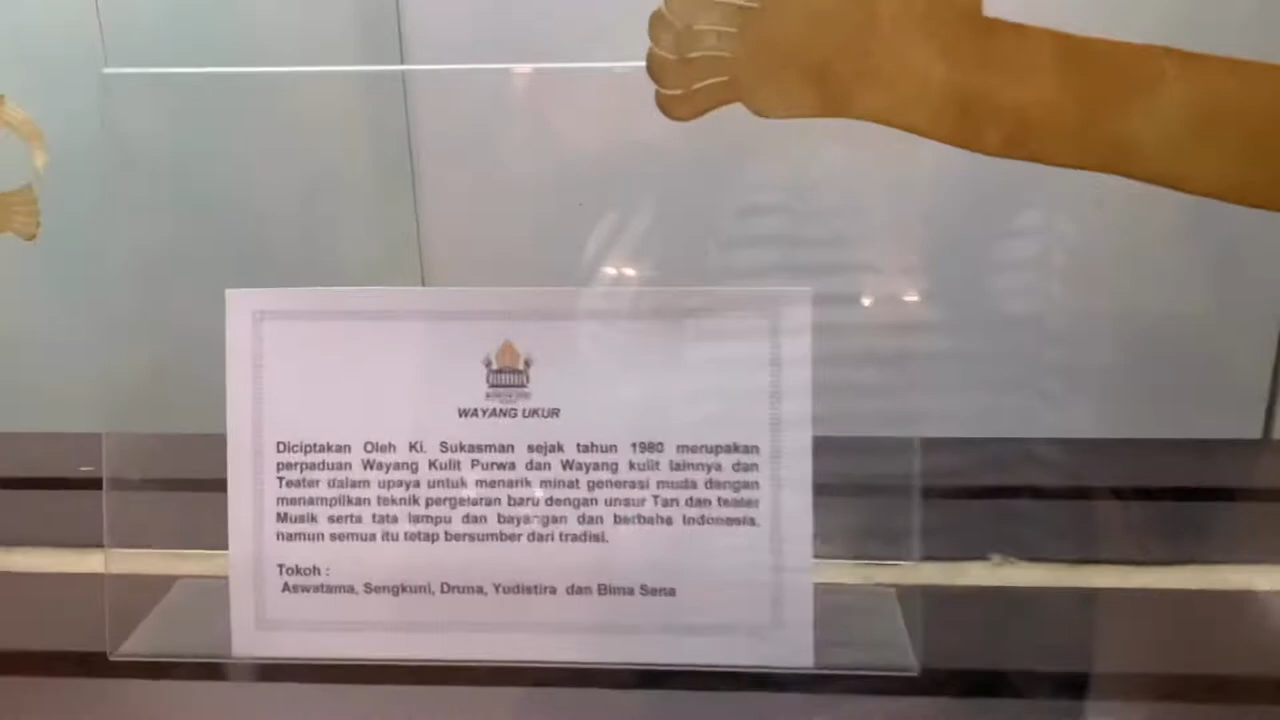 WAYANG UKUR
Diciptakan Oleh Ki. Sukasman sejak tahun 1980 merupakan
perpaduan Wayang Kulit Purwa dan Wayang kulit lainnya dan
Teater dalam upaya untuk menarik minat generasi muda dengan
menampilkan teknik pergelaran baru dengan unsur Tari dan teater
Musik serta tata lampu dan bayangan dan berbaha Indonesia,
namun semua itu tetap bersumber dari tradisi.
Tokoh :
Aswatama, Sengkuni, Druna, Yudistira dan Bima Sena